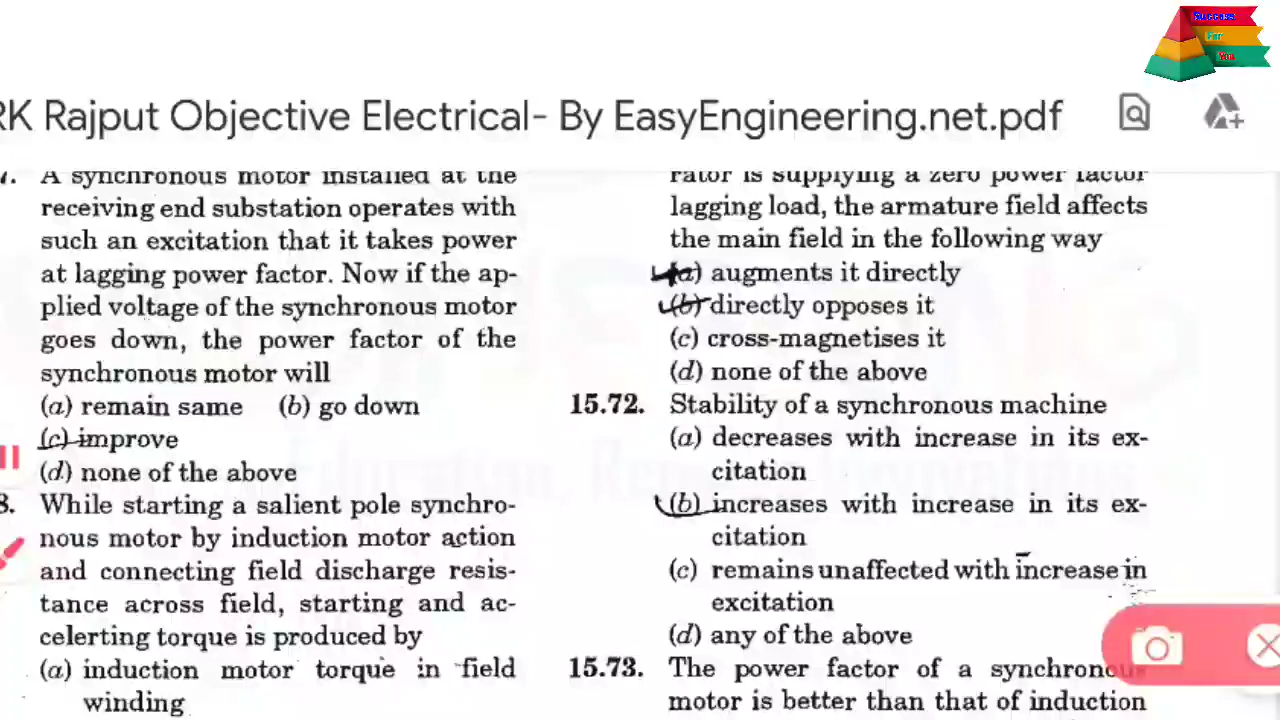 Success
For
You
RK Rajput Objective Electrical- By EasyEngineering.net.pdf
7. A synchronous motor installed at the
receiving end substation operates with
such an excitation that it takes power
at lagging power factor. Now if the ap-
plied voltage of the synchronous motor
goes down, the power factor of the
synchronous motor will
(a) remain same (b) go down
(c) improve
(d) none of the above
8. While starting a salient pole synchro-
nous motor by induction motor action
and connecting field discharge resis-
tance across field, starting and ac-
celerting torque is produced by
(a) induction motor torque in field
winding
rator is supplying a zero power factor
lagging load, the armature field affects
the main field in the following way
(a) augments it directly
(b) directly opposes it
(c) cross-magnetises it
(d) none of the above
15.72. Stability of a synchronous machine
(a) decreases with increase in its ex-
citation
(b) increases with increase in its ex-
citation
(c) remains unaffected with increase in
excitation
(d) any of the above
15.73. The power factor of a synchronous
motor is better than that of induction